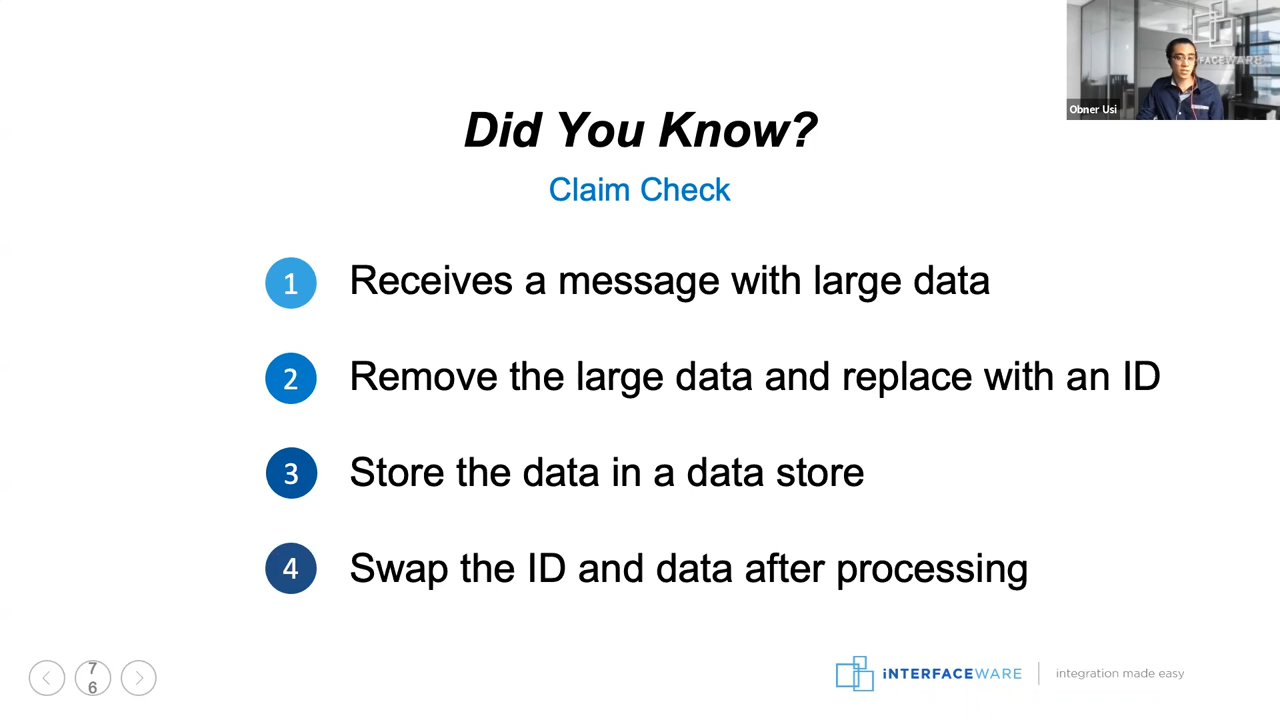 FACEWARE
Obner Usi
Did You Know?
Claim Check
1 Receives a message with large data
2 Remove the large data and replace with an ID
3 Store the data in a data store
4 Swap the ID and data after processing
7
6
iNTERFACEWARE
integration made easy